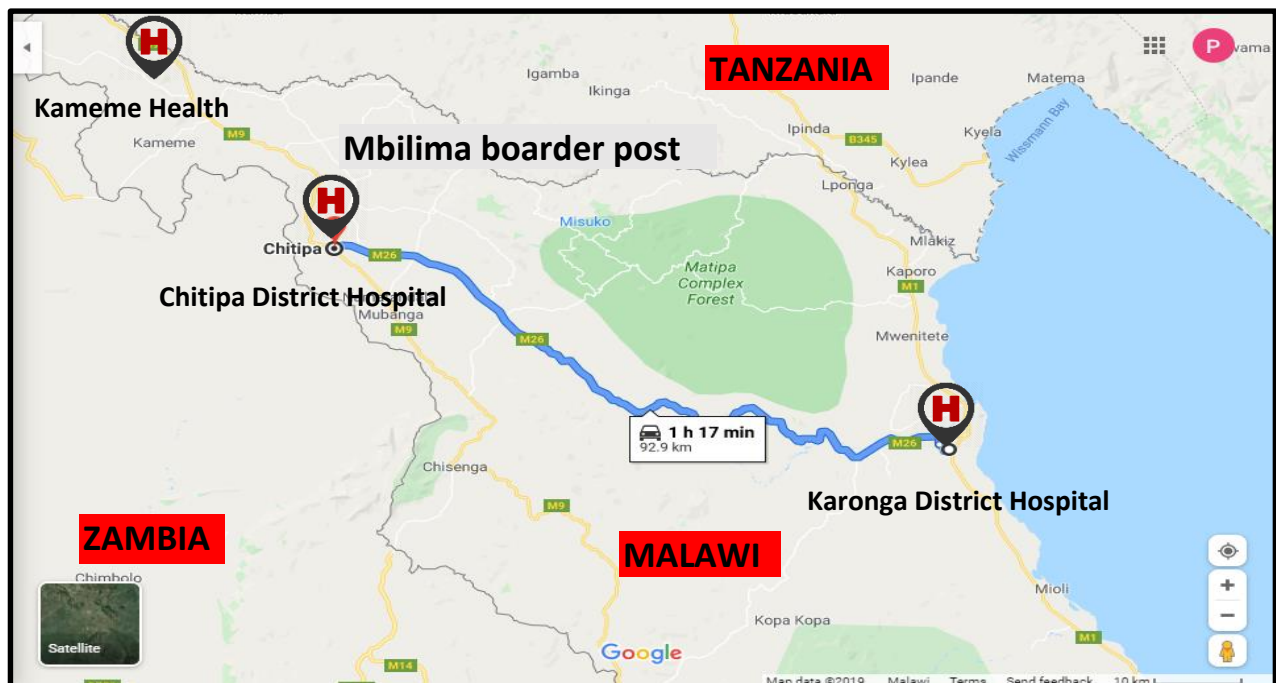 TANZANIA
P
vama
Igamba
Ikinga
Ipande
Matema
Kameme Health
M9
Kameme
Mbilima boarder post
Ipinda
B345
Kyela
Kylea
Wissmann Bay
Lponga
Misuko
Mlakiz
Chitipa
M26
Matipa
Complex
Forest
Kaporo
M1
Chitipa District Hospital
Mubanga
M9
M26
Mwenitete
1 h 17 min
92.9 km
M26
Chisenga
M9
Karonga District Hospital
ZAMBIA
MALAWI
Chimbolo
Mioli
Kopa Kopa
Satellite
Google
M1
M14
Map data ©2019 Malawi Terms Send feedback 10 km